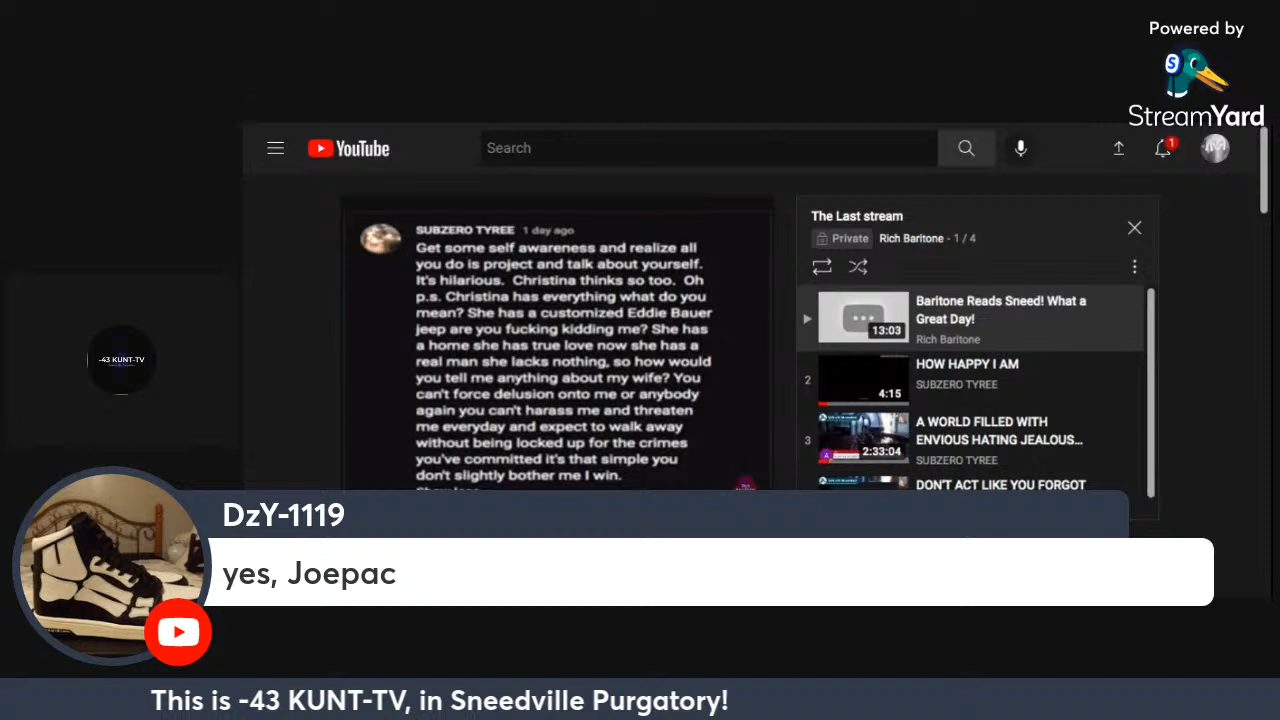 Powered by
StreamYard
YouTube
Search
1
SUBZERO TYREE 1 day ago
Get some self awareness and realize all
you do is project and talk about yourself.
It's hilarious. Christina thinks so too. Oh
p.s. Christina has everything what do you
mean? She has a customized Eddie Bauer
jeep are you fucking kidding me? She has
a home she has true love now she has a
real man she lacks nothing, so how would
you tell me anything about my wife? You
can't force delusion onto me or anybody
again you can't harass me and threaten
me everyday and expect to walk away
without being locked up for the crimes
you've committed it's that simple you
don't slightly bother me I win.
The Last stream
Private Rich Baritone - 1 / 4
Baritone Reads Sneed! What a
Great Day!
13:03
Rich Baritone
2
HOW HAPPY I AM
SUBZERO TYREE
4:15
3
A WORLD FILLED WITH
ENVIOUS HATING JEALOUS...
2:33:04
SUBZERO TYREE
DON'T ACT LIKE YOU FORGOT
-43 KUNT-TV
DzY-1119
yes, Joepac
This is -43 KUNT-TV, in Sneedville Purgatory!